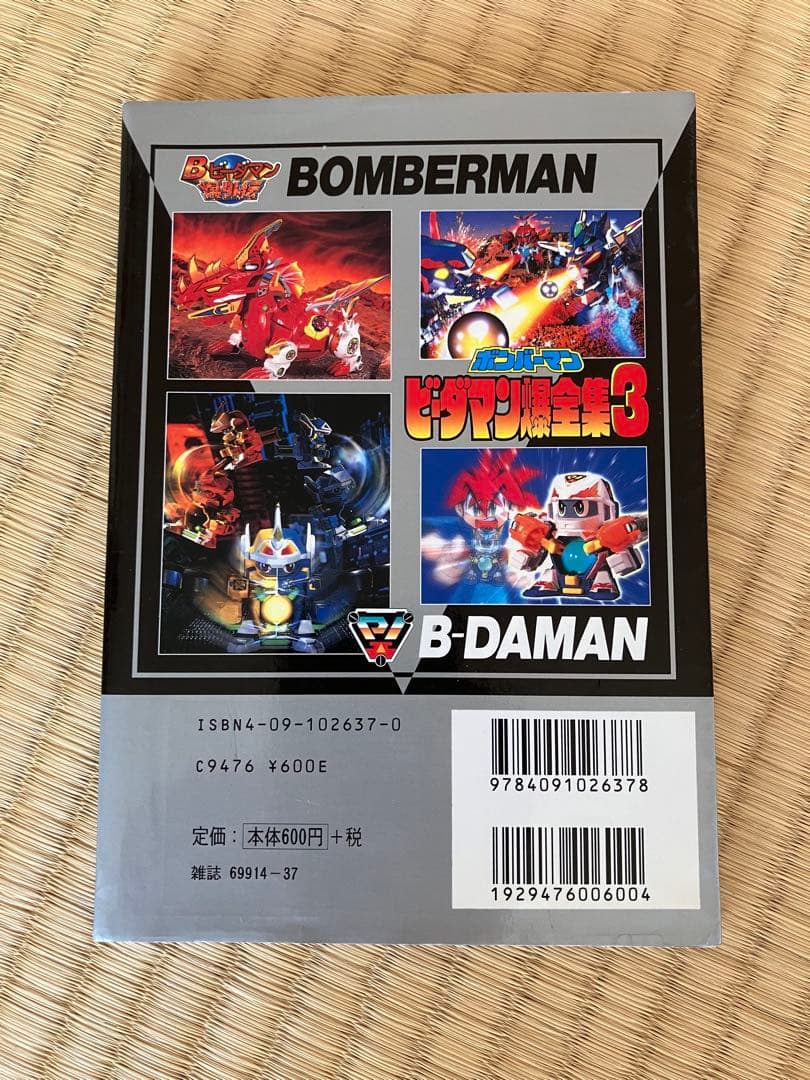 Bビーダマン
爆外伝
BOMBERMAN
ボンバーマン
ビーダマン爆全集3
B-DAMAN
ISBN4-09-102637-0
C9476 ¥600E
定価：本体600円＋税
雑誌 69914-37
9784091026378
1929476006004